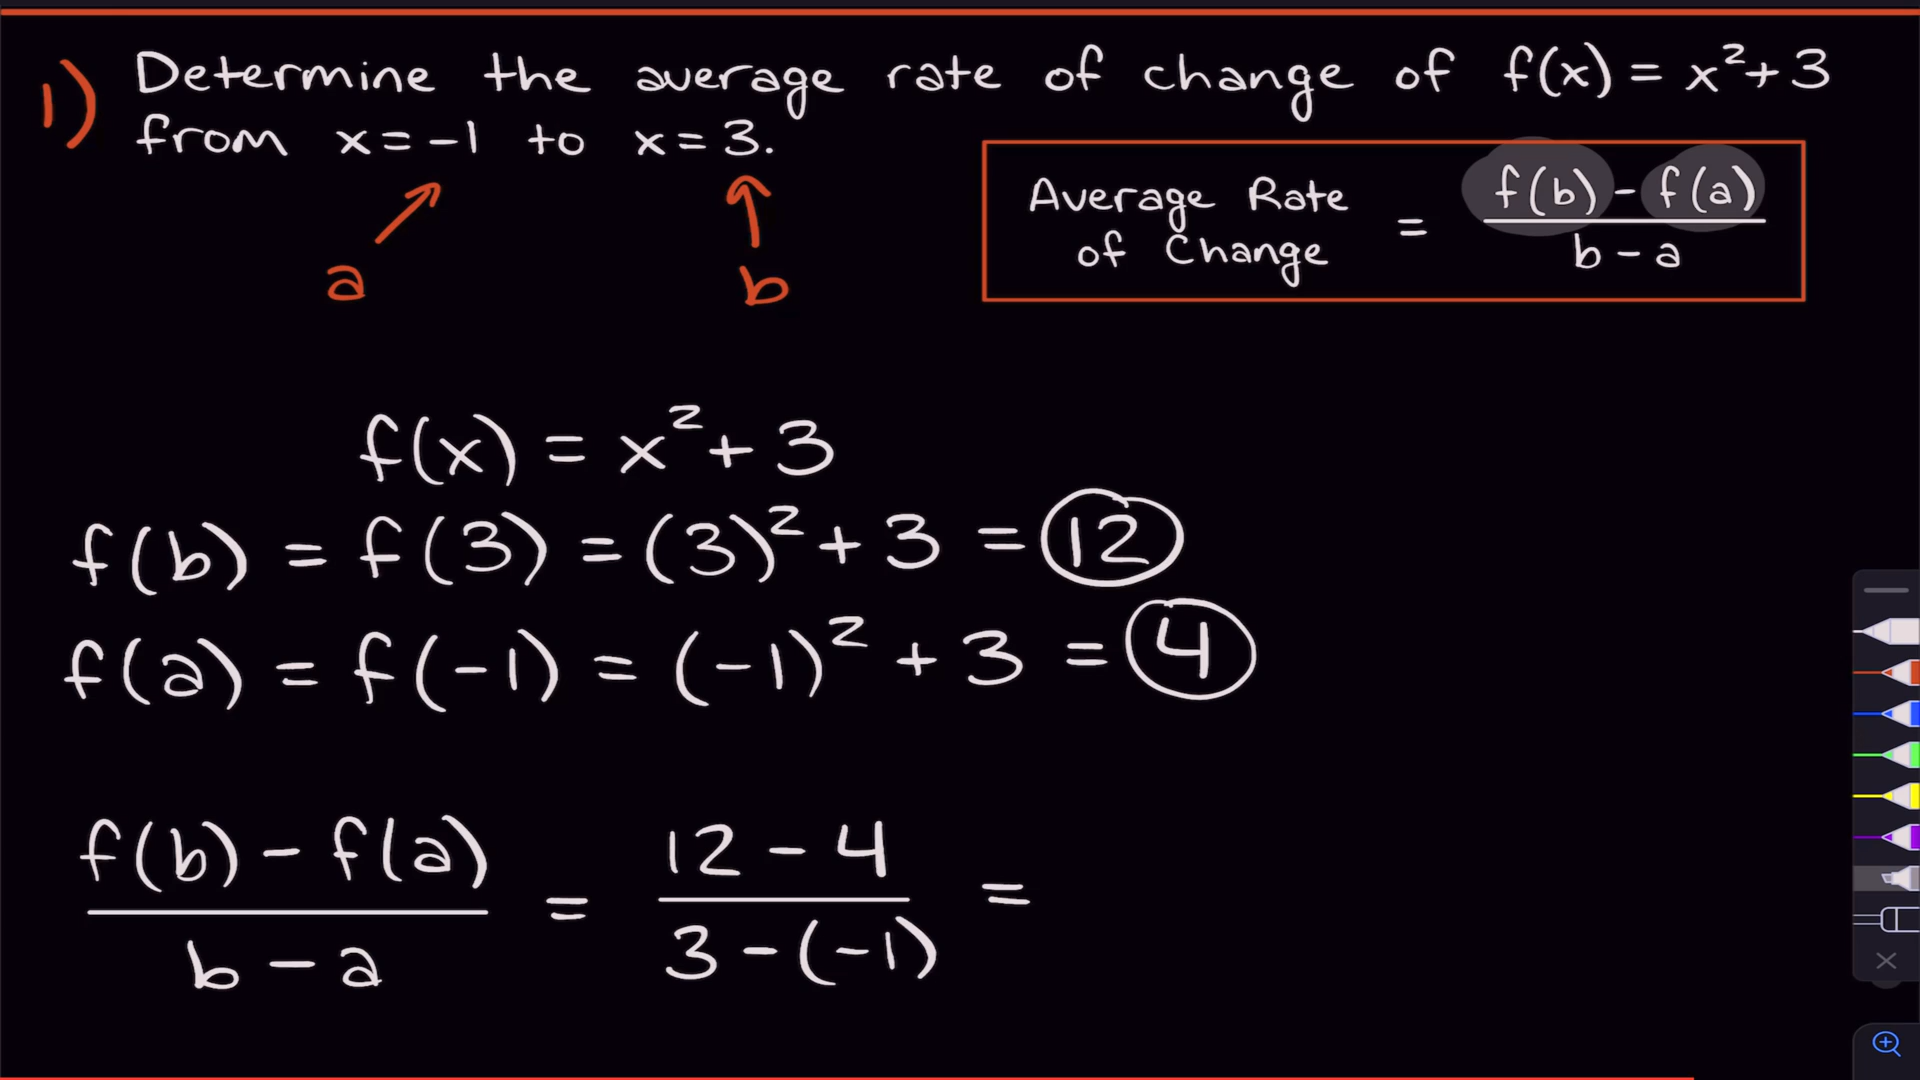 1) Determine the average rate of change of f(x) = x² + 3
from x = -1 to x = 3.
a
b
Average Rate of Change = (f(b) - f(a)) / (b - a)
f(x) = x² + 3
f(b) = f(3) = (3)² + 3 = 12
f(a) = f(-1) = (-1)² + 3 = 4
(f(b) - f(a)) / (b - a) = (12 - 4) / (3 - (-1)) =